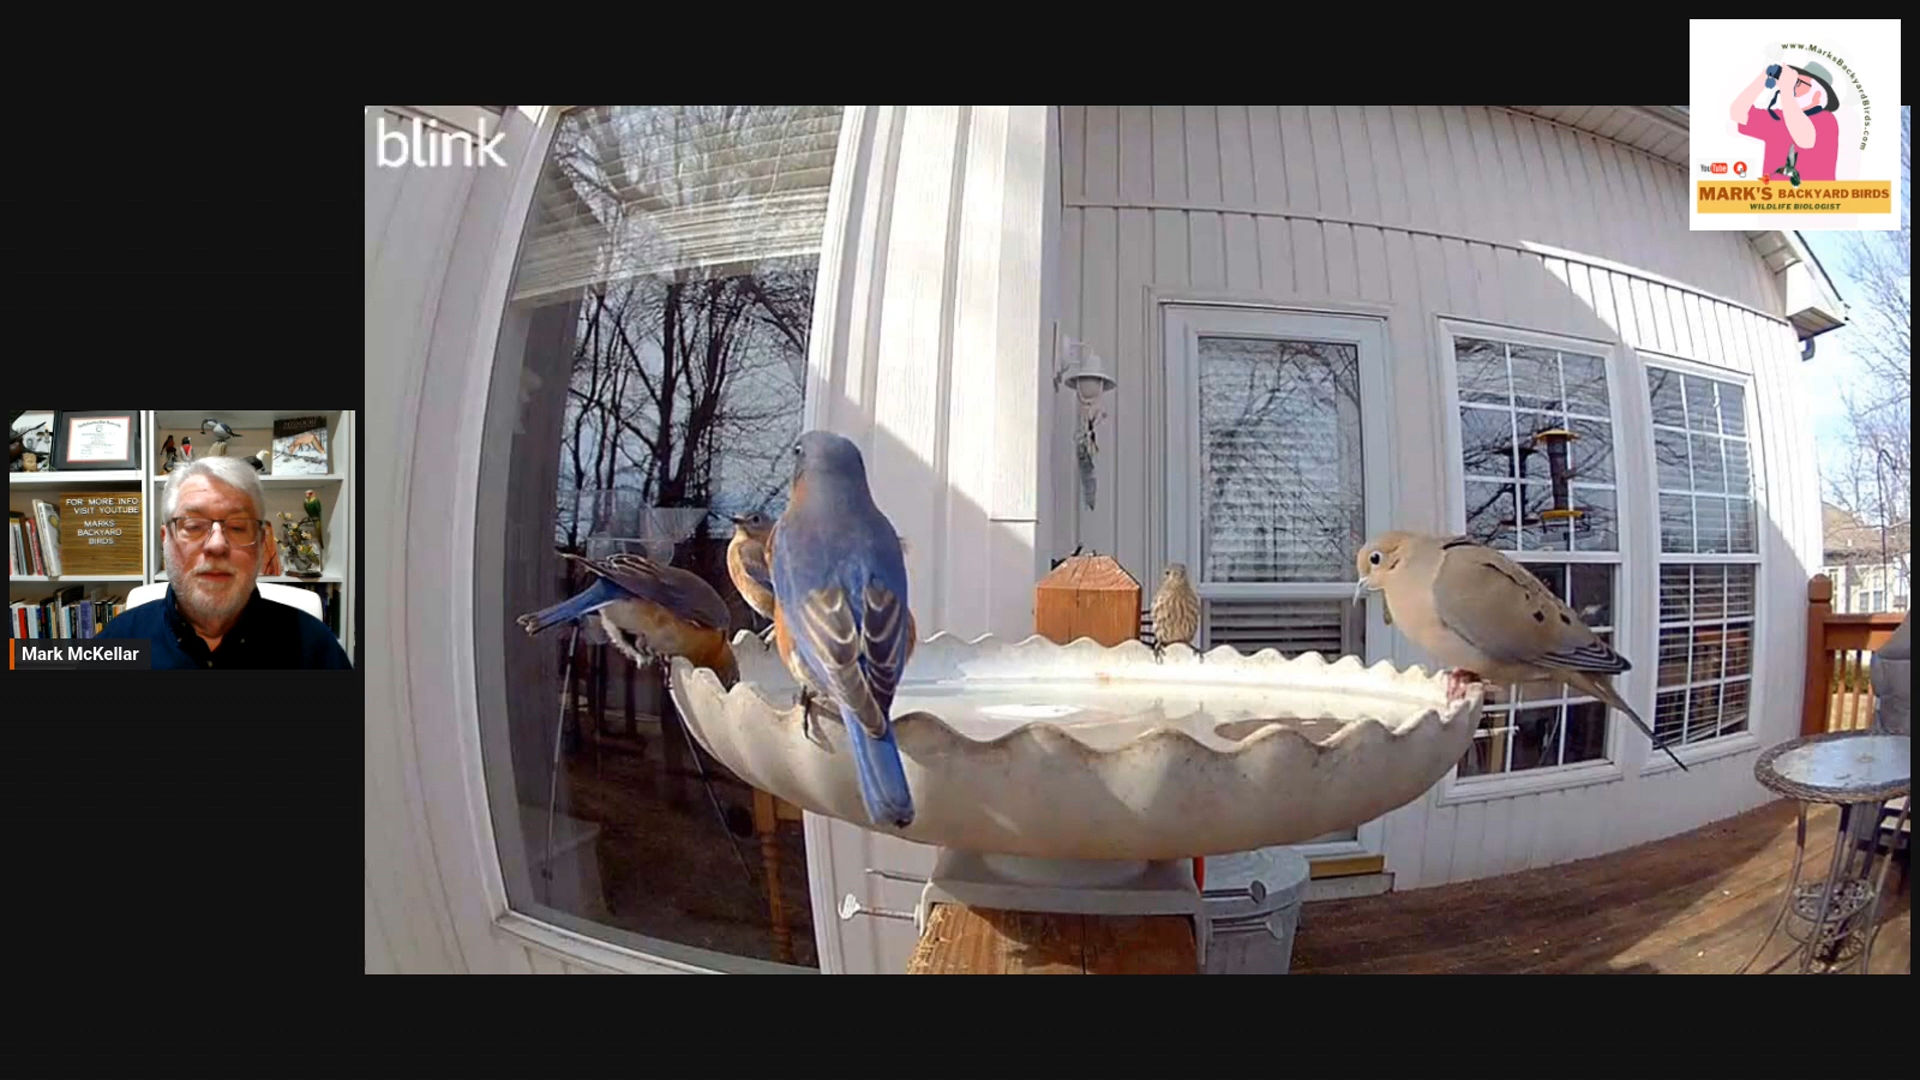 blink
www.MarksBackyardBirds.com
YouTube
MARK'S BACKYARD BIRDS
WILDLIFE BIOLOGIST
FOR MORE INFO-
VISIT YOUTUBE
MARKS
BACKYARD
BIRDS
Mark McKellar